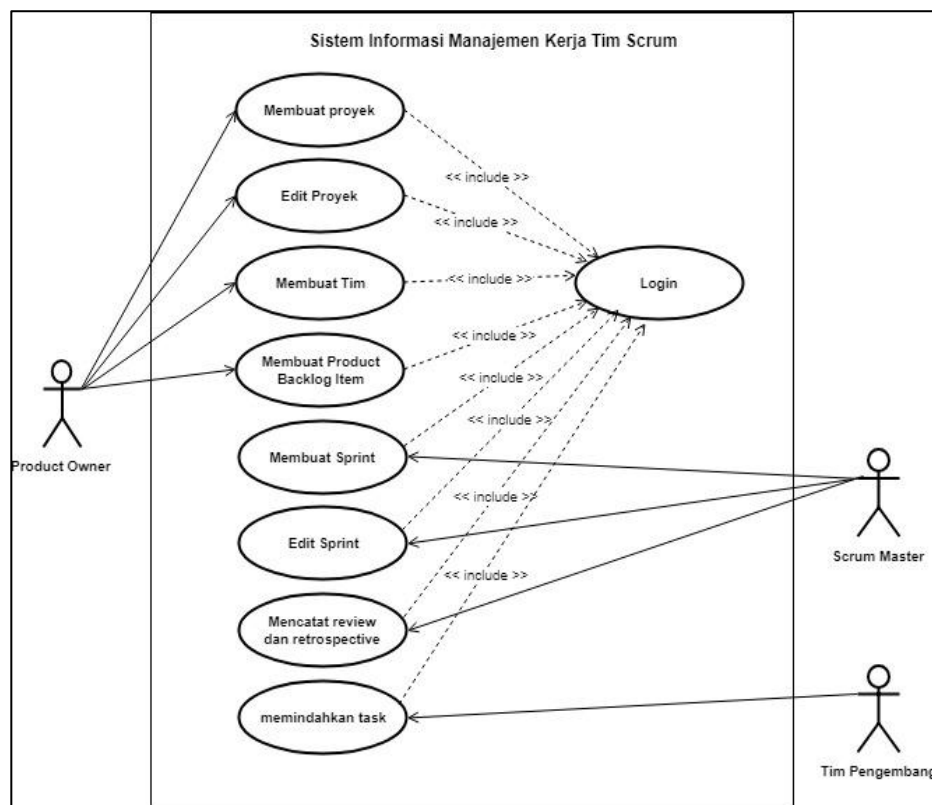 Sistem Informasi Manajemen Kerja Tim Scrum
Membuat proyek
<< include >>
Edit Proyek
<< include >>
Membuat Tim
<< include >>
Login
Membuat Product
Backlog Item
<< include >>
<< include >>
Product Owner
Membuat Sprint
<< include >>
<< include >>
Edit Sprint
Scrum Master
<< include >>
Mencatat review
dan retrospective
memindahkan task
Tim Pengembang